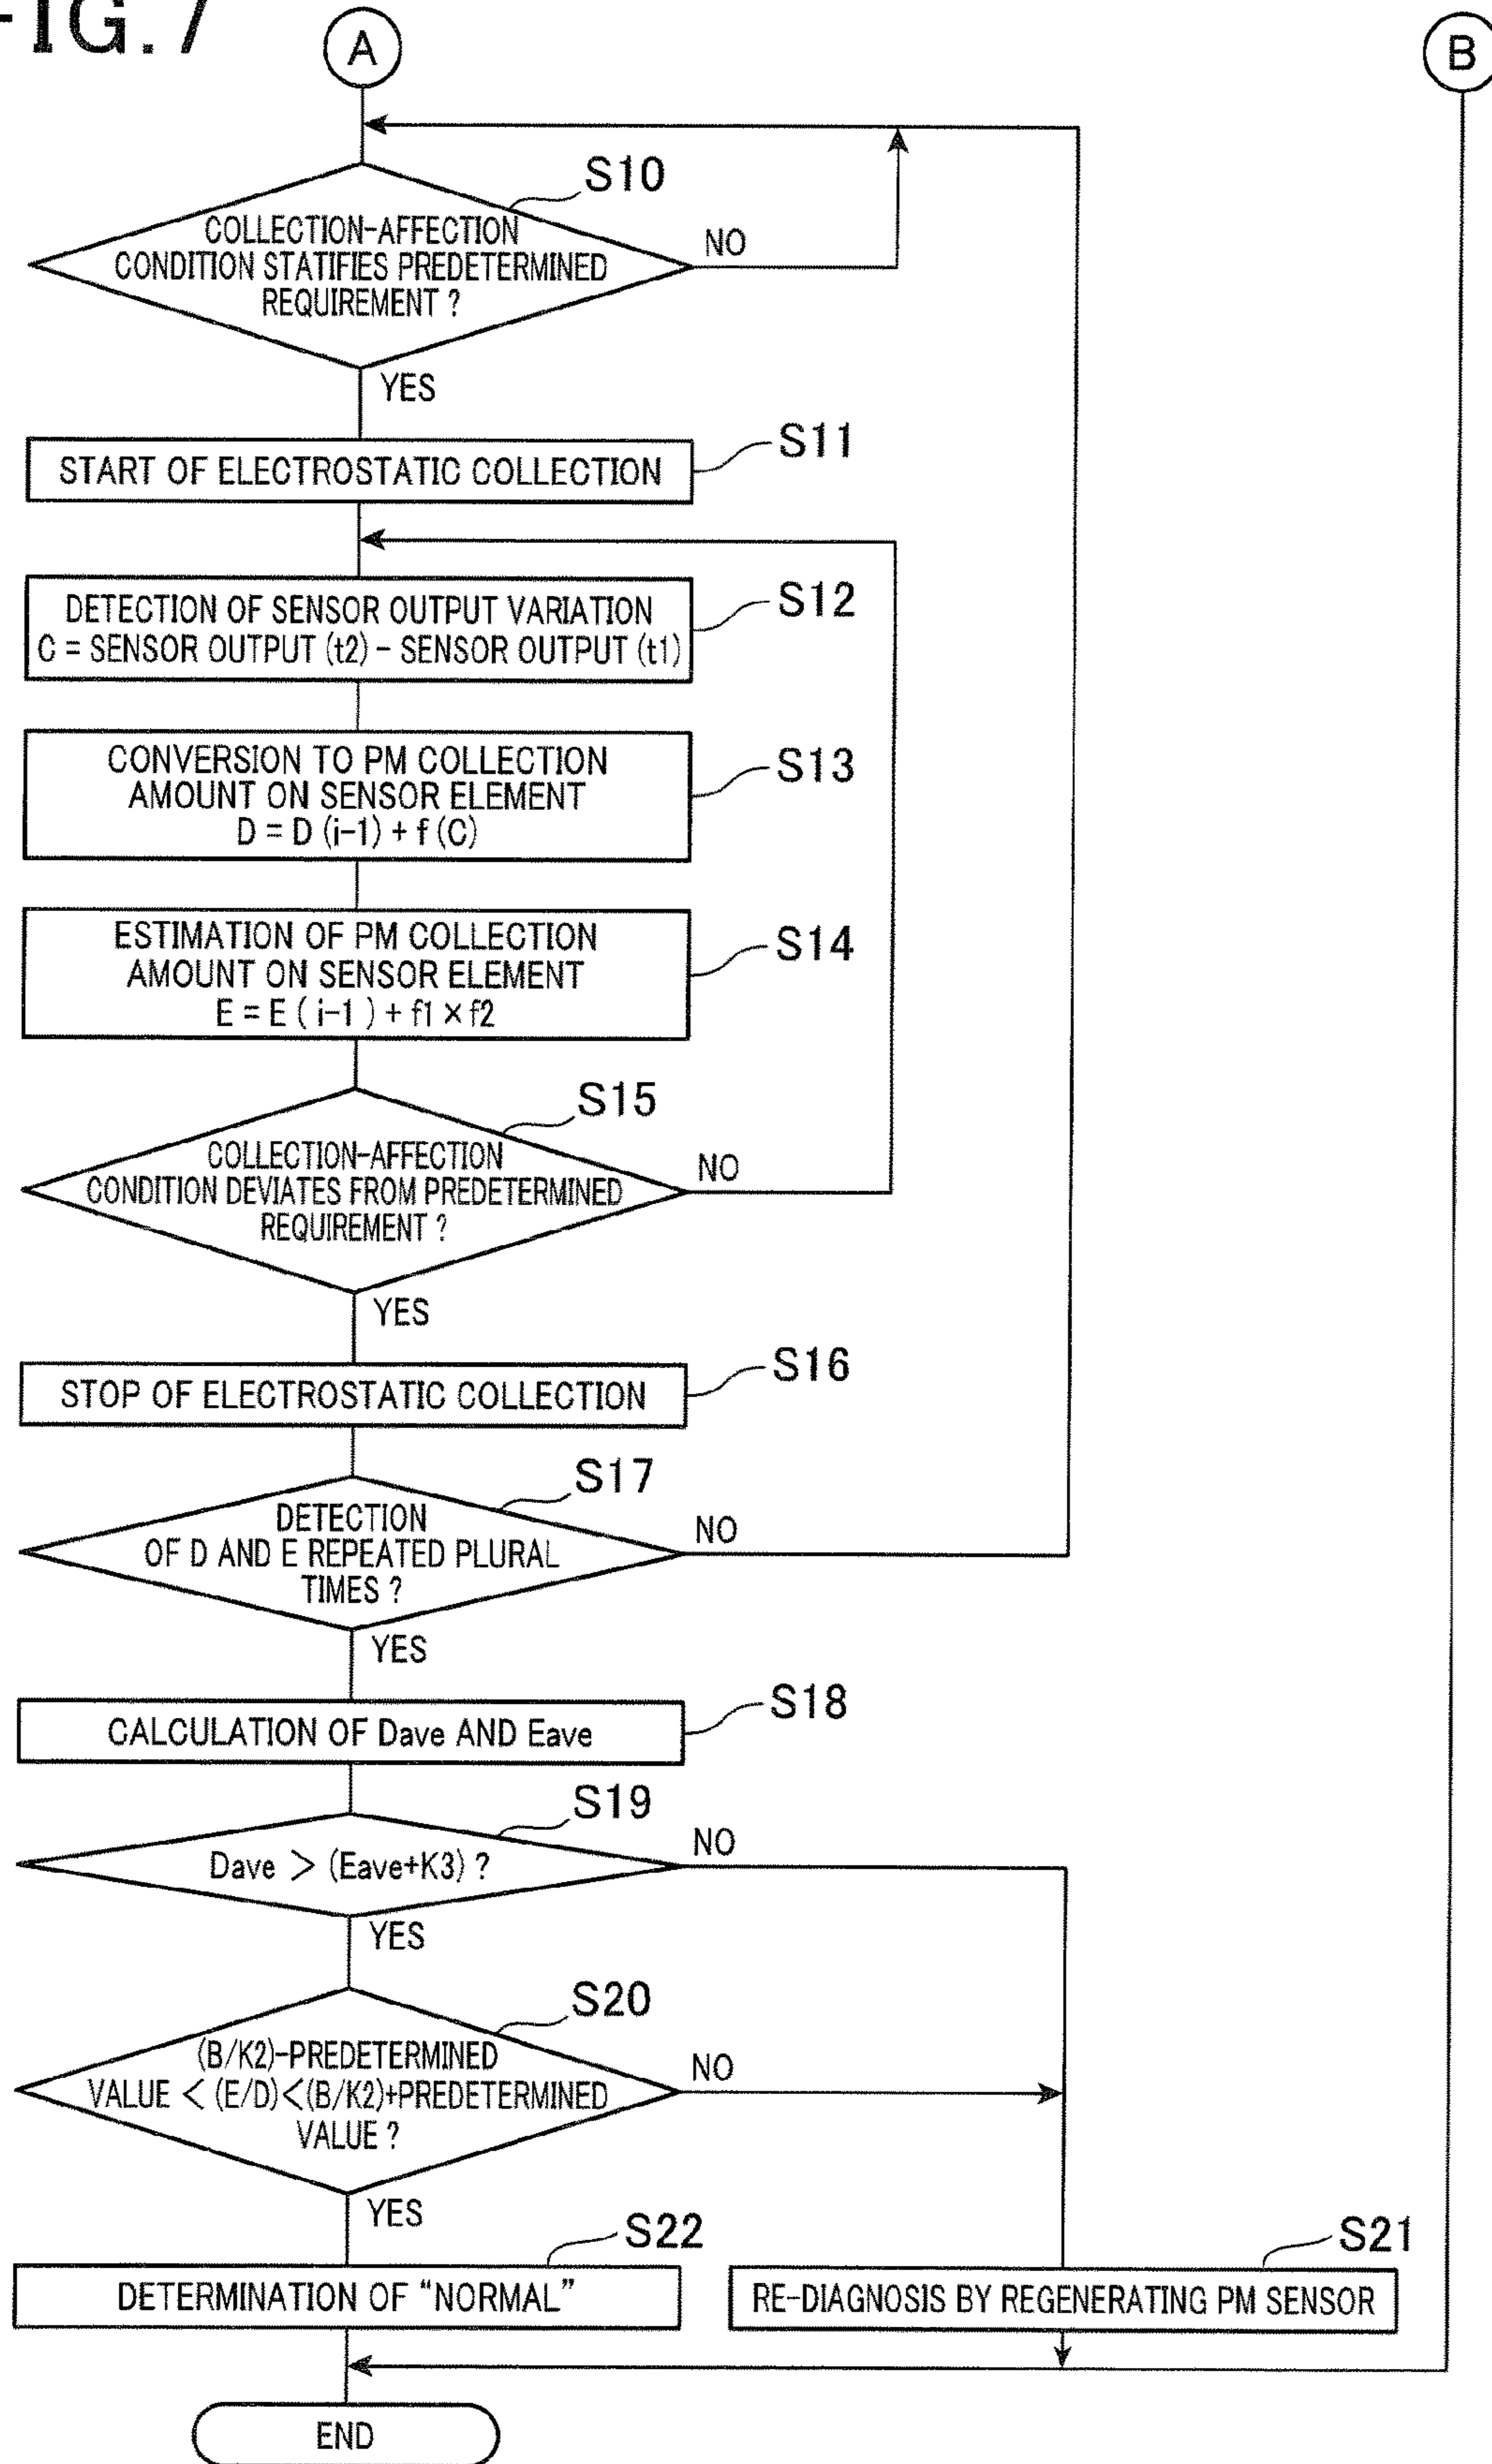 FIG. 7
A
B
S10
COLLECTION-AFFECTION
CONDITION STATIFIES PREDETERMINED
REQUIREMENT ?
NO
YES
START OF ELECTROSTATIC COLLECTION
S11
DETECTION OF SENSOR OUTPUT VARIATION
C = SENSOR OUTPUT (t2) - SENSOR OUTPUT (t1)
S12
CONVERSION TO PM COLLECTION
AMOUNT ON SENSOR ELEMENT
D = D (i-1) + f (C)
S13
ESTIMATION OF PM COLLECTION
AMOUNT ON SENSOR ELEMENT
E = E ( i-1 ) + f1 × f2
S14
S15
COLLECTION-AFFECTION
CONDITION DEVIATES FROM PREDETERMINED
REQUIREMENT ?
NO
YES
STOP OF ELECTROSTATIC COLLECTION
S16
S17
DETECTION
OF D AND E REPEATED PLURAL
TIMES ?
NO
YES
CALCULATION OF Dave AND Eave
S18
S19
Dave > (Eave+K3) ?
NO
YES
S20
(B/K2)-PREDETERMINED
VALUE < (E/D) <(B/K2)+PREDETERMINED
VALUE ?
NO
YES
S22
DETERMINATION OF “NORMAL”
S21
RE-DIAGNOSIS BY REGENERATING PM SENSOR
END